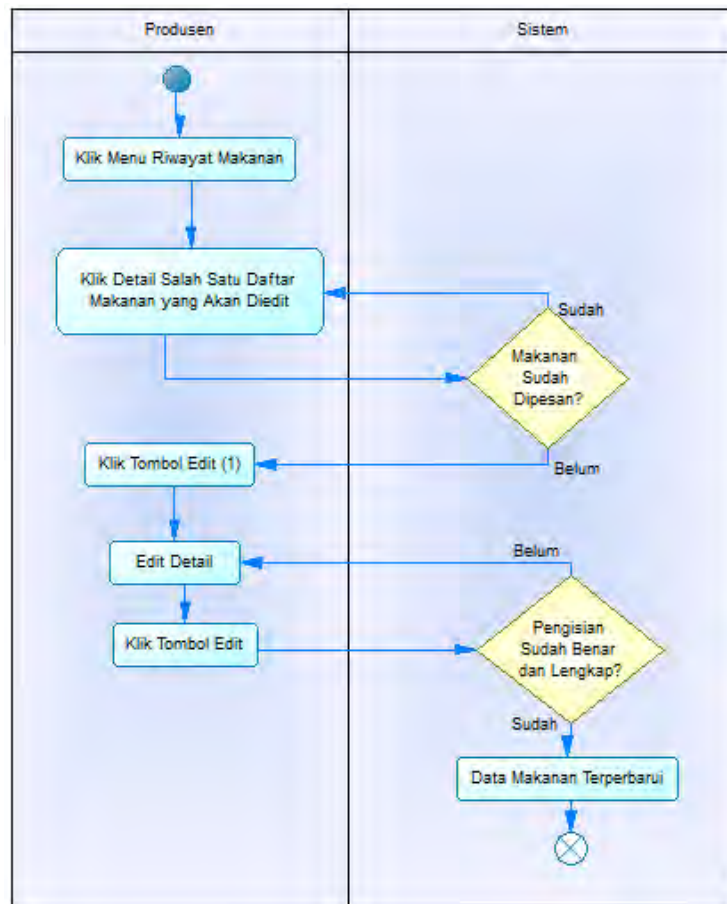 Produsen
Sistem
Klik Menu Riwayat Makanan
Klik Detail Salah Satu Daftar
Makanan yang Akan Diedit
Sudah
Makanan
Sudah
Dipesan?
Klik Tombol Edit (1)
Belum
Belum
Edit Detail
Klik Tombol Edit
Pengisian
Sudah Benar
dan Lengkap?
Sudah
Data Makanan Terperbarui